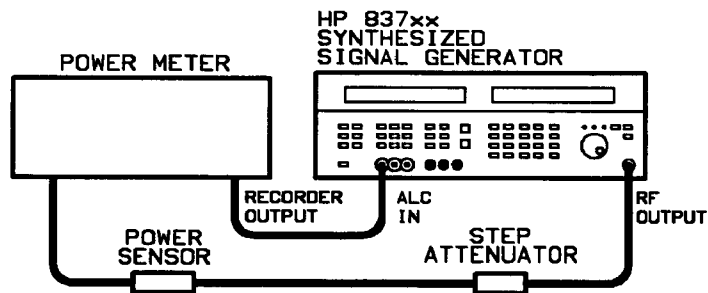 HP 837xx
SYNTHESIZED
SIGNAL GENERATOR
POWER METER
RECORDER
OUTPUT
ALC
IN
RF
OUTPUT
POWER
SENSOR
STEP
ATTENUATOR